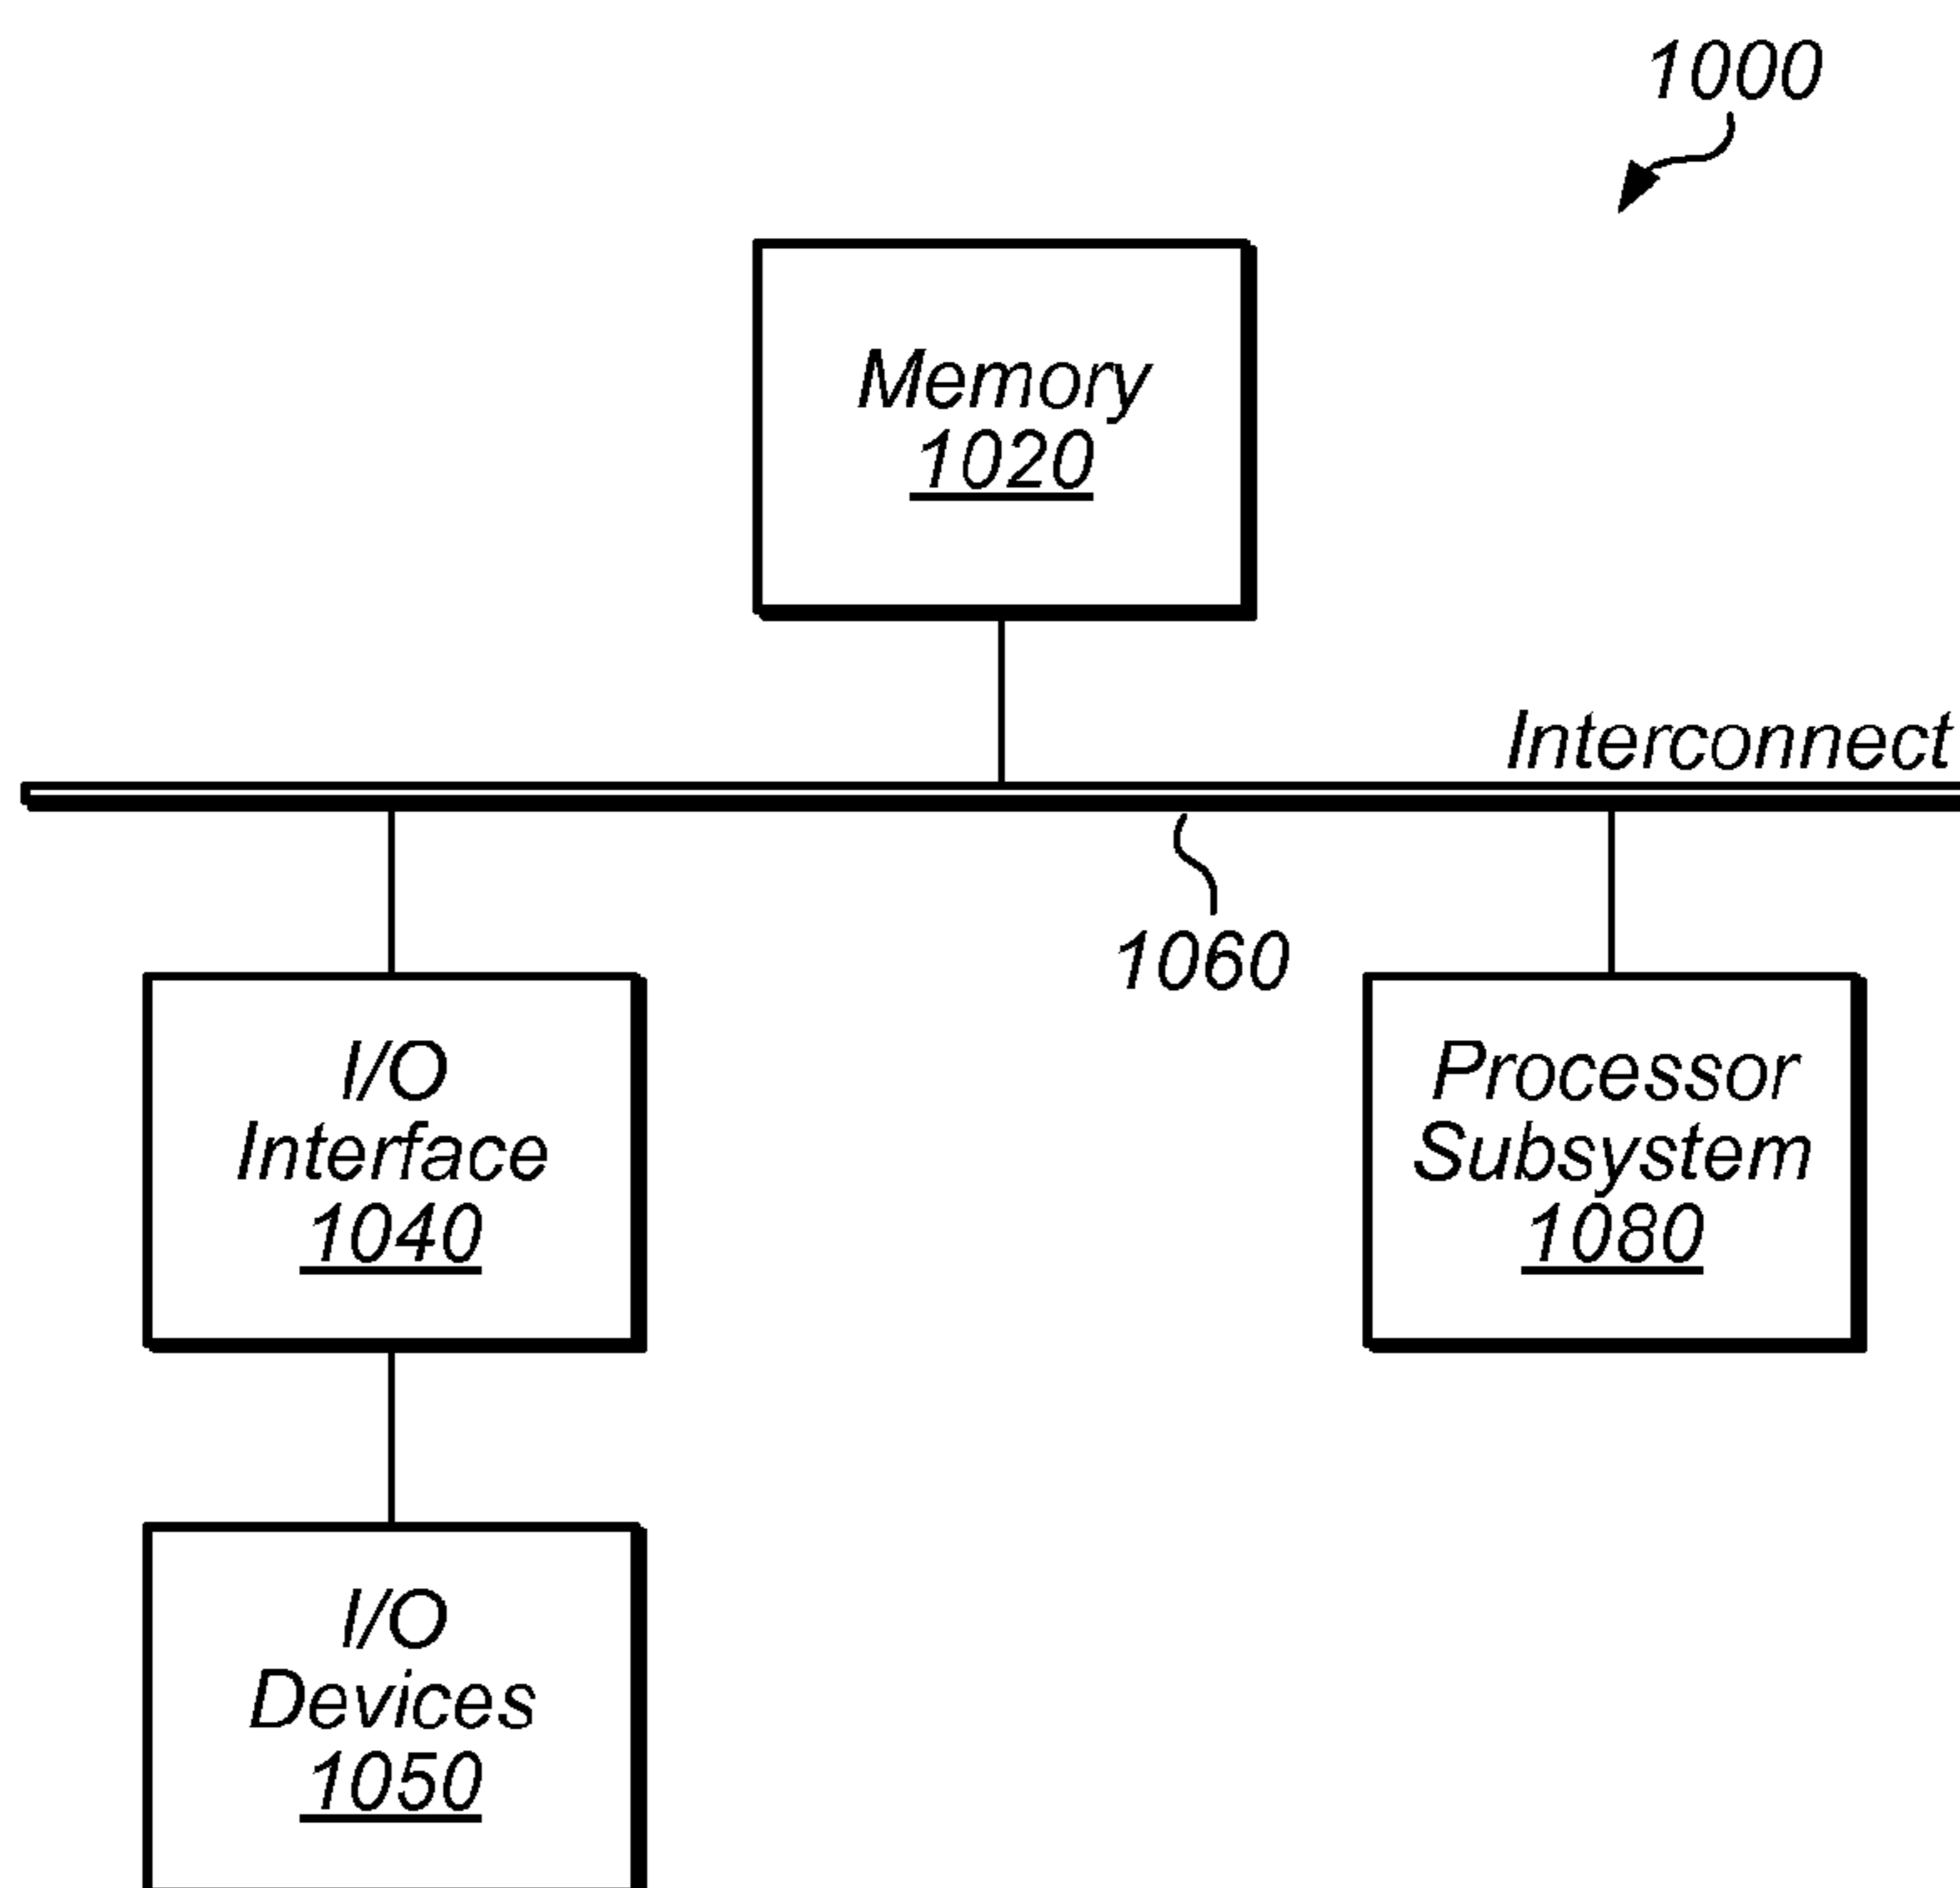 1000
Memory
1020
Interconnect
1060
I/O
Interface
1040
Processor
Subsystem
1080
I/O
Devices
1050